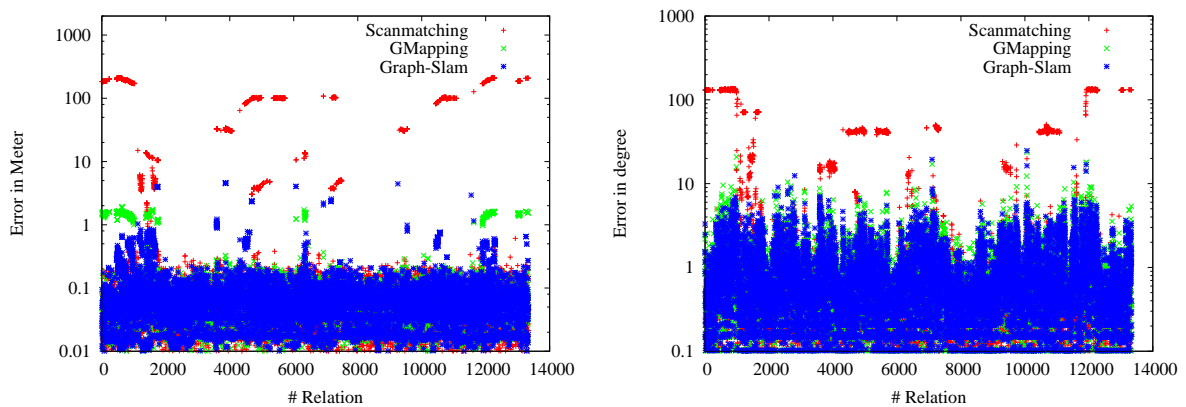 1000
100
10
1
0.1
0.01
Error in Meter
0 2000 4000 6000 8000 10000 12000 14000
# Relation
Scanmatching
GMapping
Graph-Slam
1000
100
10
1
0.1
Error in degree
0 2000 4000 6000 8000 10000 12000 14000
# Relation
Scanmatching
GMapping
Graph-Slam